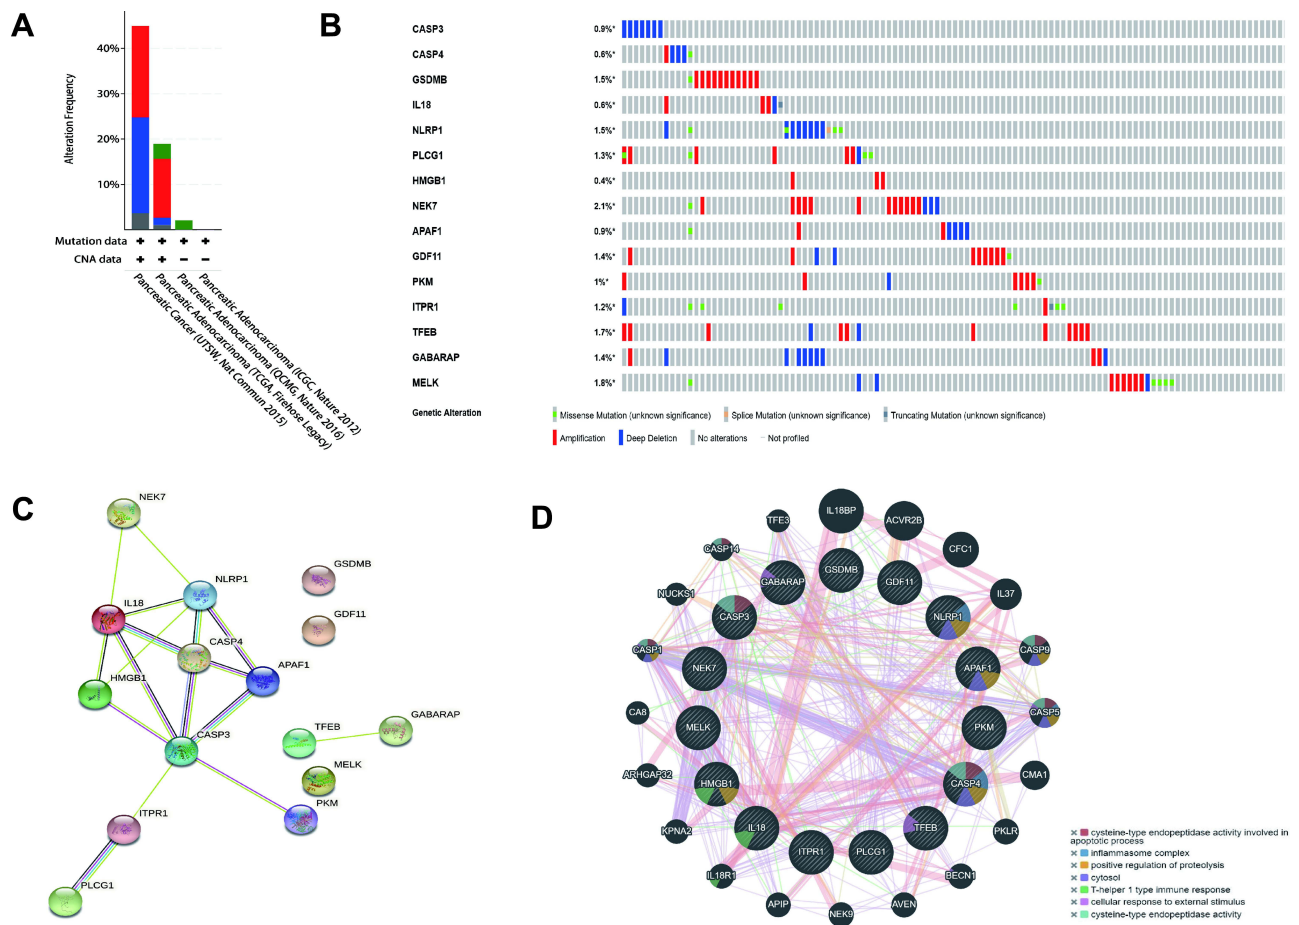 A
B
Alteration Frequency
40%
30%
20%
10%
Mutation data
+ + + +
CNA data
+ + − −
Pancreatic Cancer (UTSW, Nat Commun 2015)
Pancreatic Adenocarcinoma (TCGA, Firehose Legacy)
Pancreatic Adenocarcinoma (QCMG, Nature 2016)
Pancreatic Adenocarcinoma (ICGC, Nature 2012)
CASP3 0.9%*
CASP4 0.6%*
GSDMB 1.5%*
IL18 0.6%*
NLRP1 1.5%*
PLCG1 1.3%*
HMGB1 0.4%*
NEK7 2.1%*
APAF1 0.9%*
GDF11 1.4%*
PKM 1%*
ITPR1 1.2%*
TFEB 1.7%*
GABARAP 1.4%*
MELK 1.8%*
Genetic Alteration
Missense Mutation (unknown significance) Splice Mutation (unknown significance) Truncating Mutation (unknown significance)
Amplification Deep Deletion No alterations Not profiled
C
NEK7
GSDMB
NLRP1
IL18
GDF11
CASP4
APAF1
HMGB1
TFEB
GABARAP
CASP3
MELK
PKM
ITPR1
PLCG1
D
IL18BP
TFE3
ACVR2B
CASP14
CFC1
GSDMB
GABARAP
GDF11
NUCKS1
IL37
CASP3
NLRP1
CASP1
CASP9
NEK7
APAF1
CA8
CASP5
MELK
PKM
ARHGAP32
CMA1
HMGB1
CASP4
KPNA2
IL18
TFEB
PKLR
ITPR1
PLCG1
IL18R1
BECN1
APIP
NEK9
AVEN
cysteine-type endopeptidase activity involved in
apoptotic process
inflammasome complex
positive regulation of proteolysis
cytosol
T-helper 1 type immune response
cellular response to external stimulus
cysteine-type endopeptidase activity